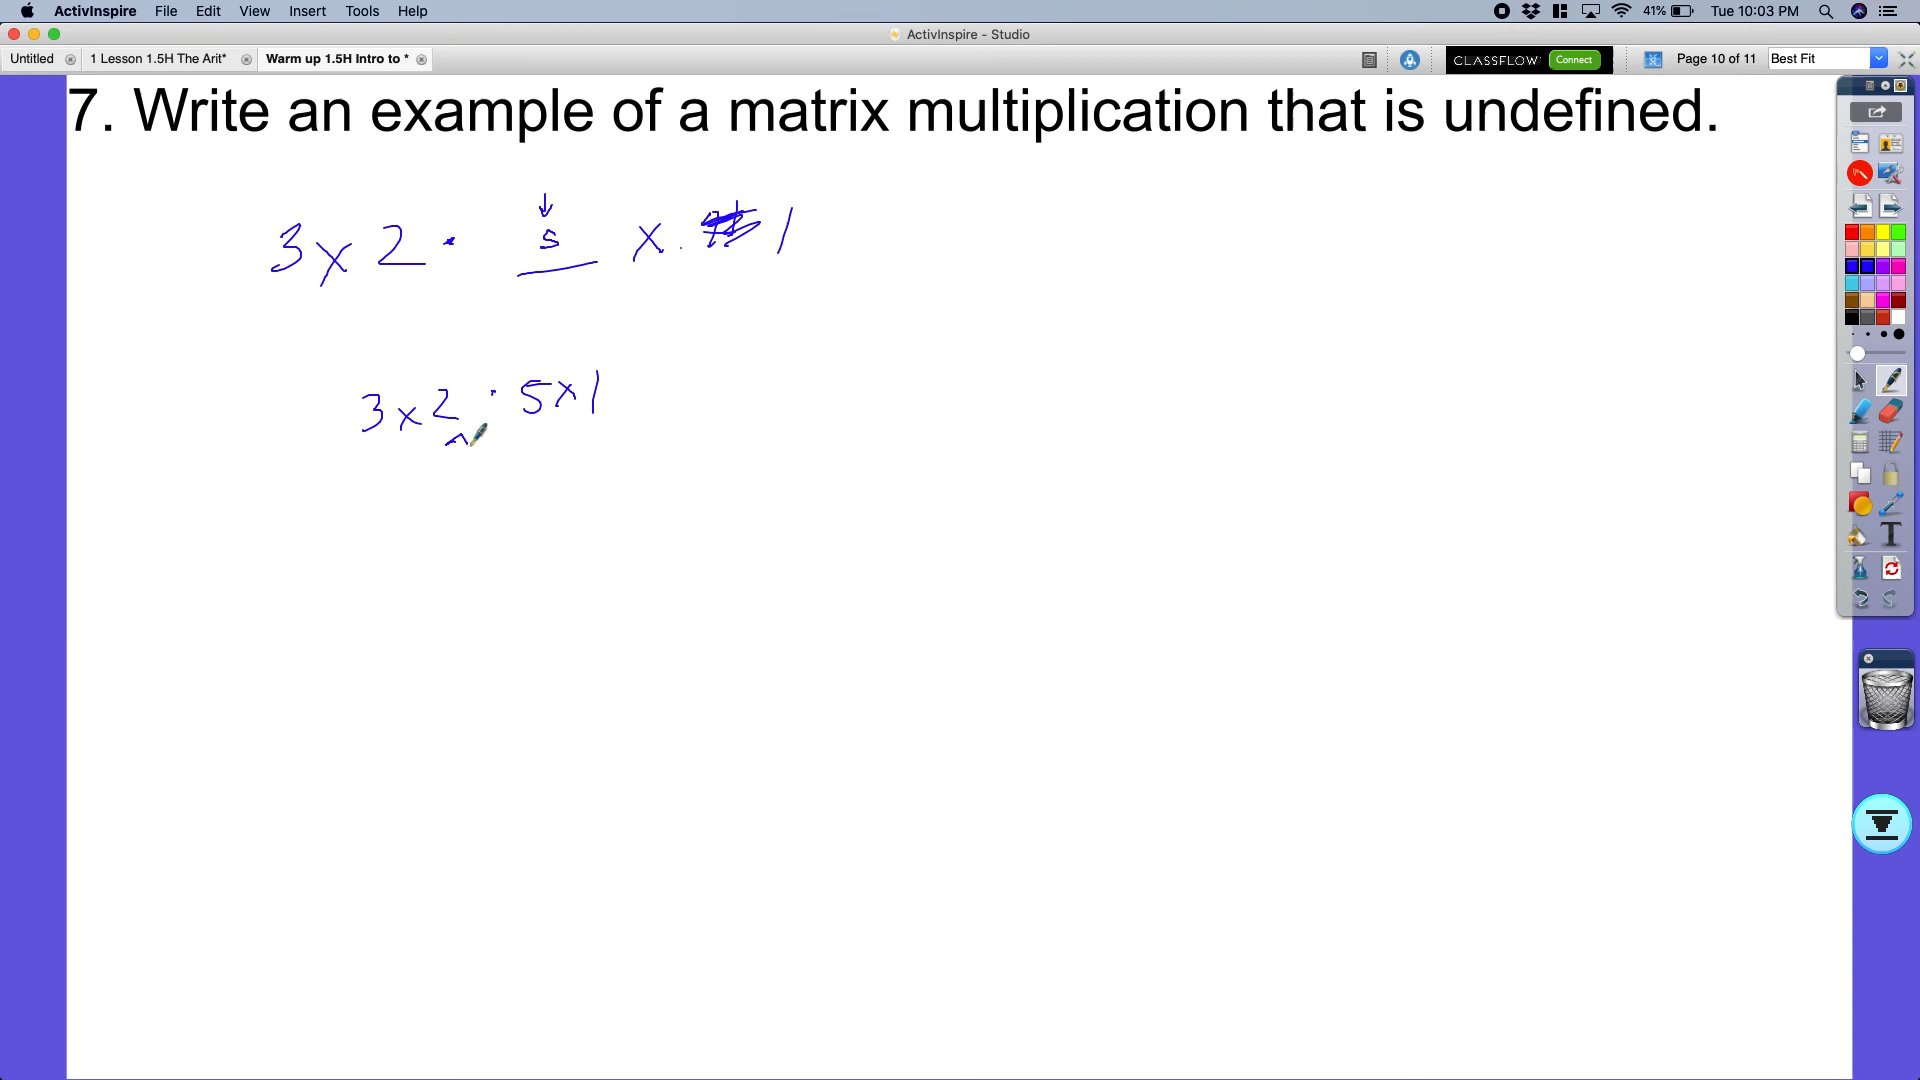 ActivInspire File Edit View Insert Tools Help 41% Tue 10:03 PM
ActivInspire - Studio
Untitled 1 Lesson 1.5H The Arit* Warm up 1.5H Intro to * CLASSFLOW Connect Page 10 of 11 Best Fit
7. Write an example of a matrix multiplication that is undefined.
3 x 2 · 5 x 1
3 x 2 · 5 x 1